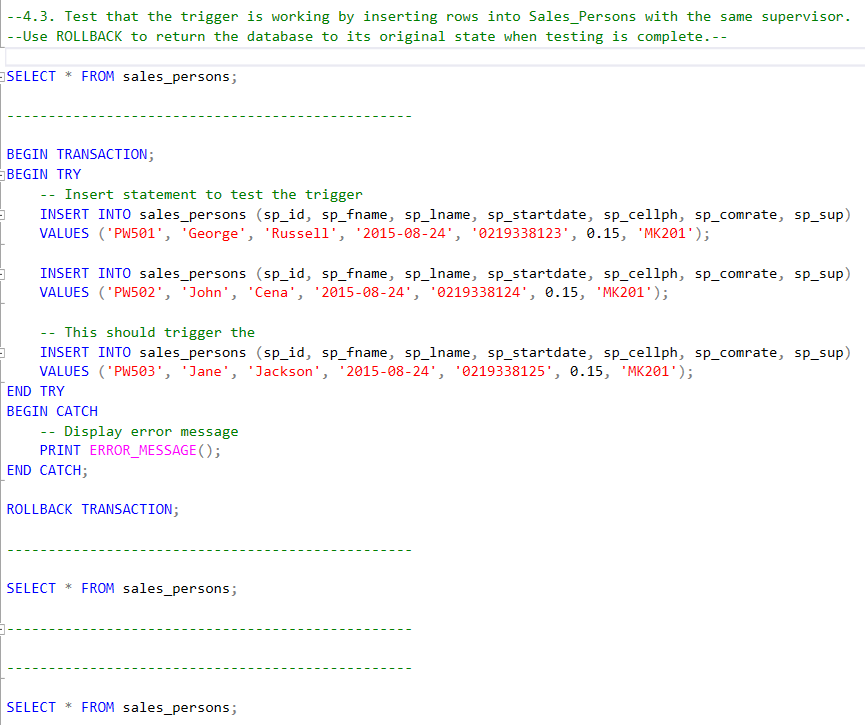 --4.3. Test that the trigger is working by inserting rows into Sales_Persons with the same supervisor.
--Use ROLLBACK to return the database to its original state when testing is complete.--
SELECT * FROM sales_persons;
-------------------------------------------------
BEGIN TRANSACTION;
BEGIN TRY
-- Insert statement to test the trigger
INSERT INTO sales_persons (sp_id, sp_fname, sp_lname, sp_startdate, sp_cellph, sp_comrate, sp_sup)
VALUES ('PW501', 'George', 'Russell', '2015-08-24', '0219338123', 0.15, 'MK201');
INSERT INTO sales_persons (sp_id, sp_fname, sp_lname, sp_startdate, sp_cellph, sp_comrate, sp_sup)
VALUES ('PW502', 'John', 'Cena', '2015-08-24', '0219338124', 0.15, 'MK201');
-- This should trigger the
INSERT INTO sales_persons (sp_id, sp_fname, sp_lname, sp_startdate, sp_cellph, sp_comrate, sp_sup)
VALUES ('PW503', 'Jane', 'Jackson', '2015-08-24', '0219338125', 0.15, 'MK201');
END TRY
BEGIN CATCH
-- Display error message
PRINT ERROR_MESSAGE();
END CATCH;
ROLLBACK TRANSACTION;
-------------------------------------------------
SELECT * FROM sales_persons;
-------------------------------------------------
-------------------------------------------------
SELECT * FROM sales_persons;